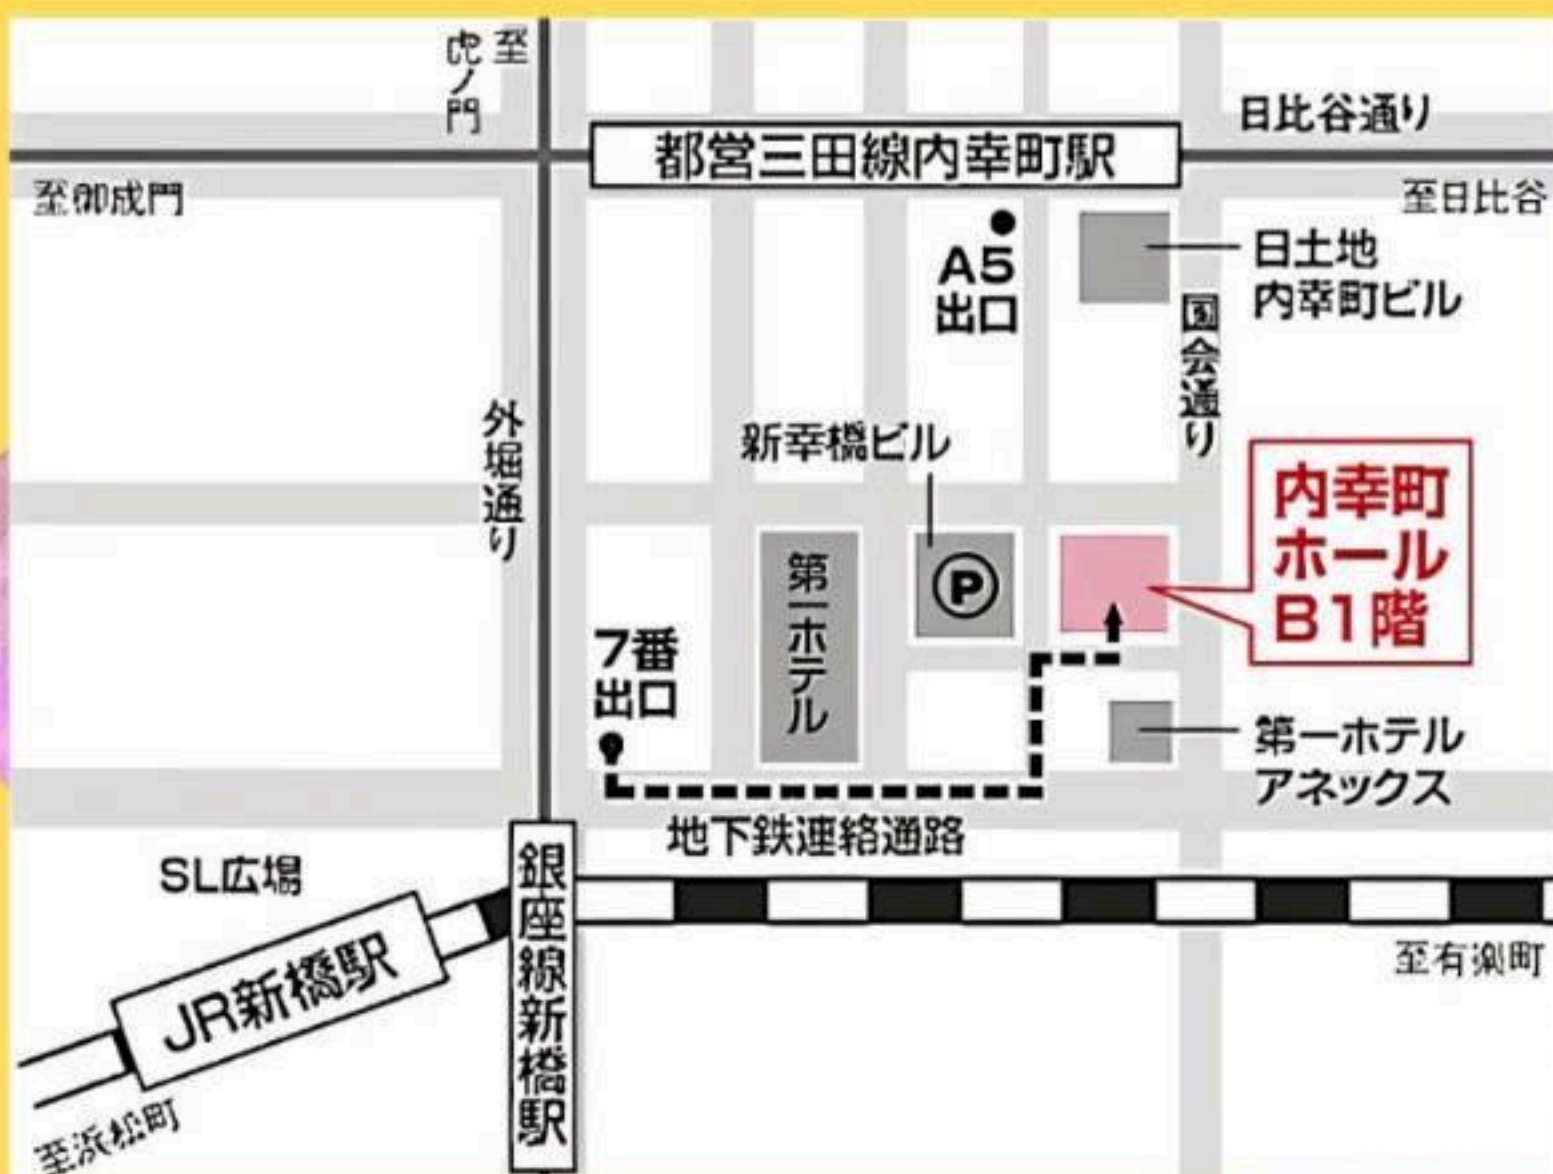 至
虎ノ門
日比谷通り
都営三田線内幸町駅
至御成門
至日比谷
A5
出口
日土地
内幸町ビル
国会通り
外堀通り
新幸橋ビル
内幸町
ホール
B1階
第一ホテル
P
7番
出口
第一ホテル
アネックス
地下鉄連絡通路
SL広場
銀座線新橋駅
JR新橋駅
至有楽町
至浜松町